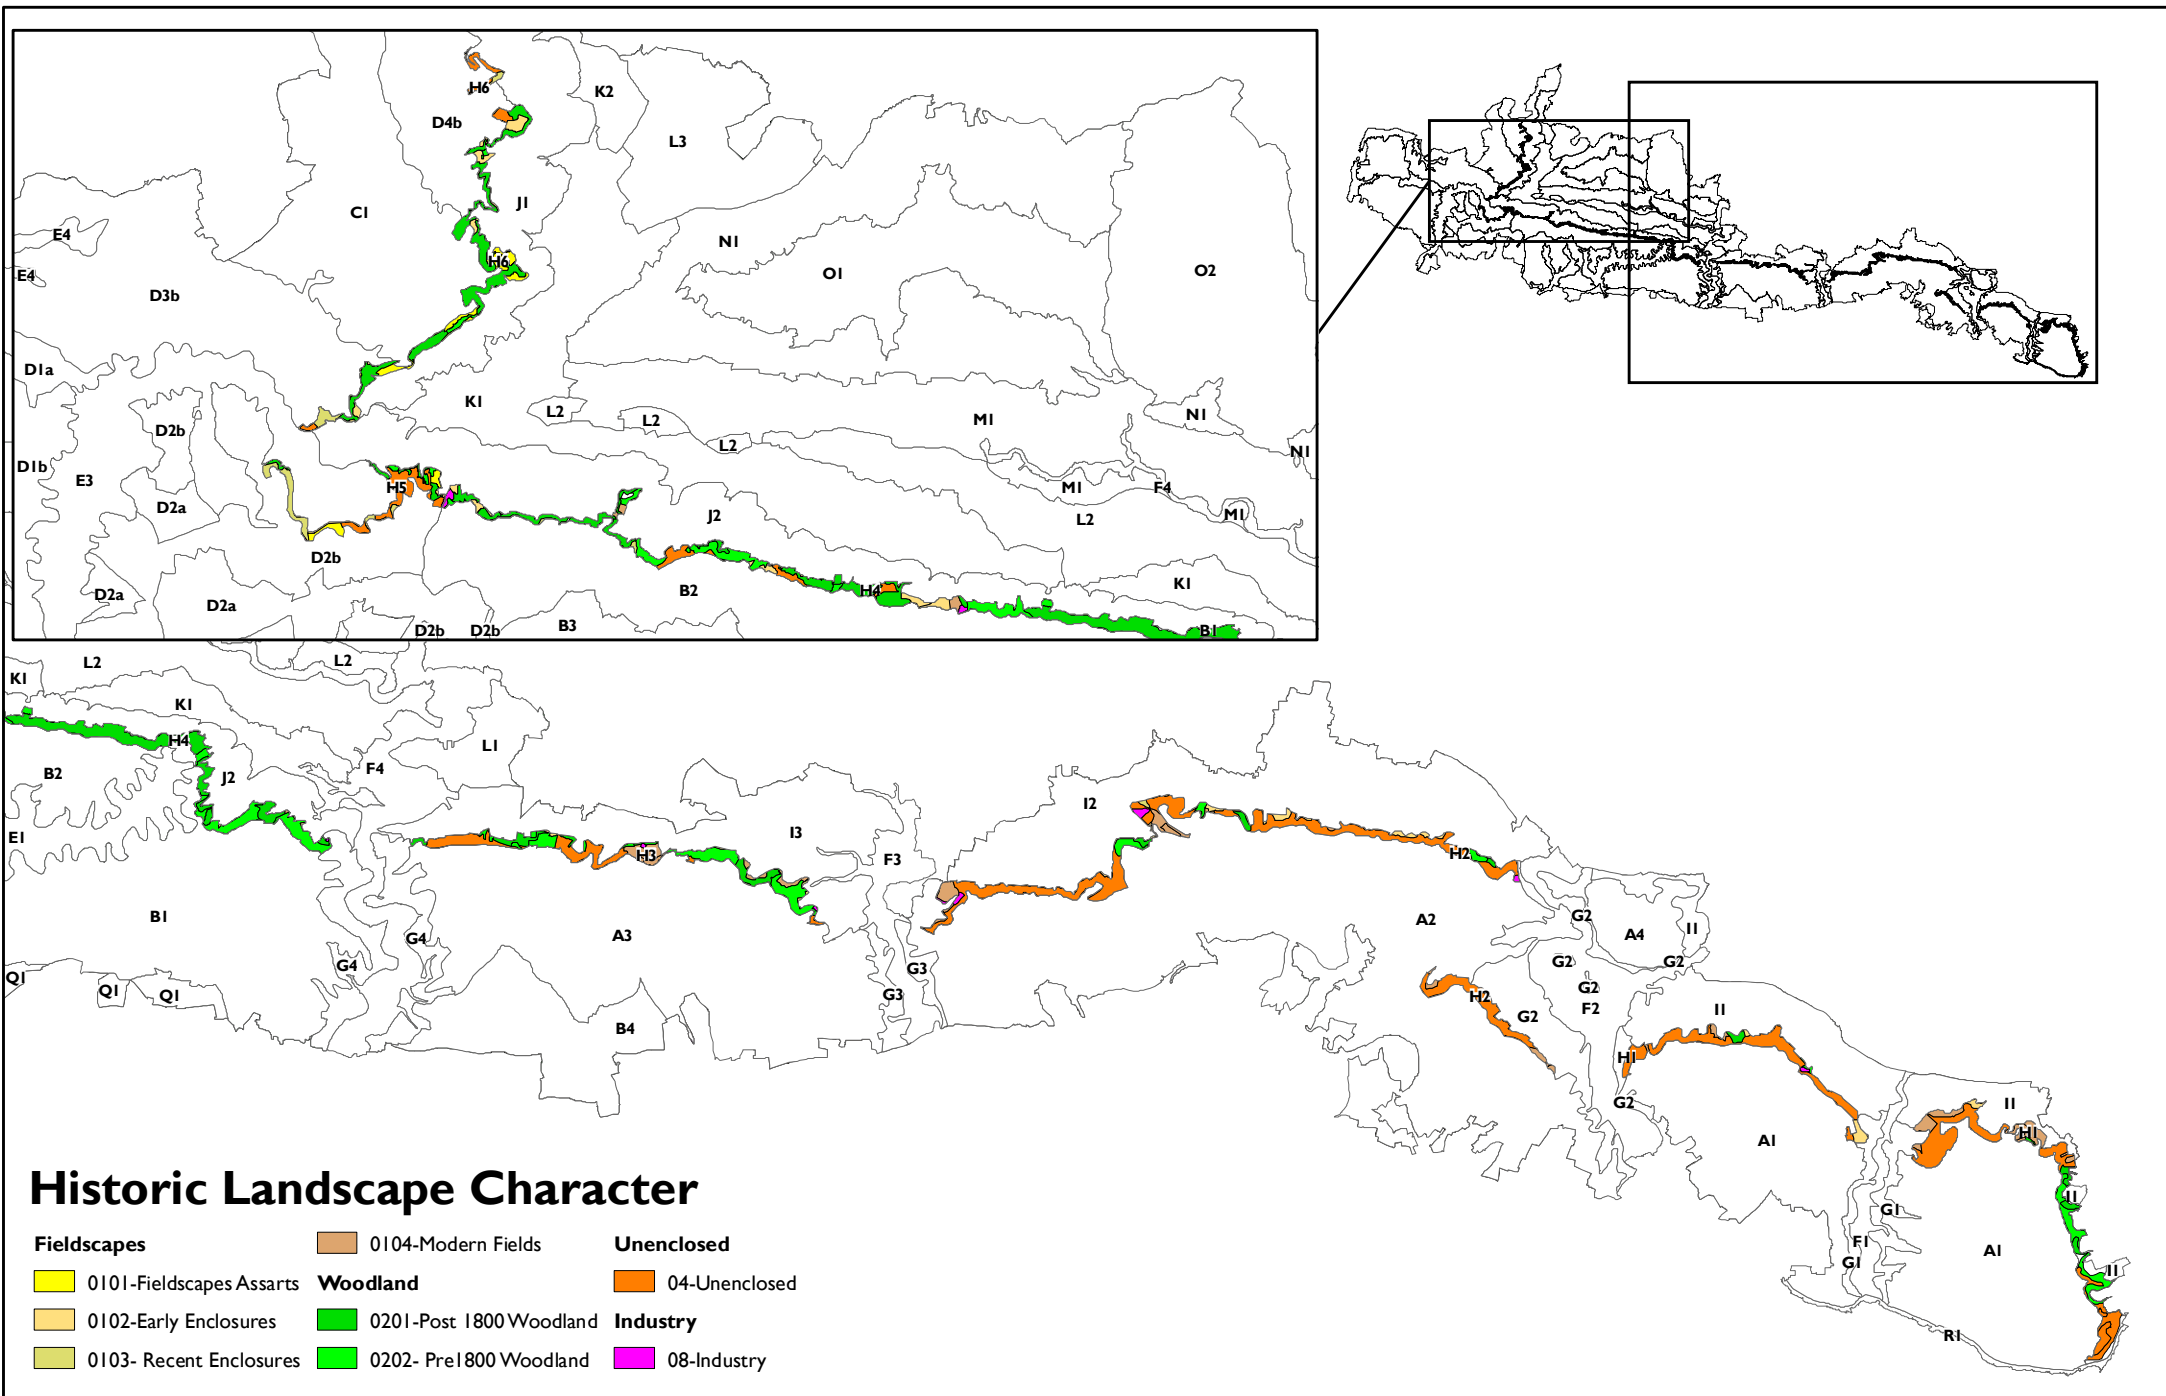 H6
K2
D4b
L3
C1
J1
E4
N1
H6
O1
O2
E4
D3b
D1a
K1
L2
L2
M1
N1
D2b
L2
N1
D1b
E3
H5
M1
F4
D2a
J2
L2
M1
D2b
K1
D2a
D2a
B2
H4
B3
D2b
D2b
B1
L2
L2
K1
K1
H4
L1
B2
J2
F4
I2
E1
I3
H3
F3
H2
B1
A2
G2
G4
A3
A4
I1
G4
G3
G2
G2
Q1
Q1
Q1
G3
H2
G2
F2
G2
I1
B4
H1
G2
I1
A1
H1
I1
G1
F1
A1
G1
I1
R1
Historic Landscape Character
Fieldscapes
0101-Fieldscapes Assarts
0102-Early Enclosures
0103- Recent Enclosures
0104-Modern Fields
Woodland
0201-Post 1800 Woodland
0202- Pre1800 Woodland
Unenclosed
04-Unenclosed
Industry
08-Industry